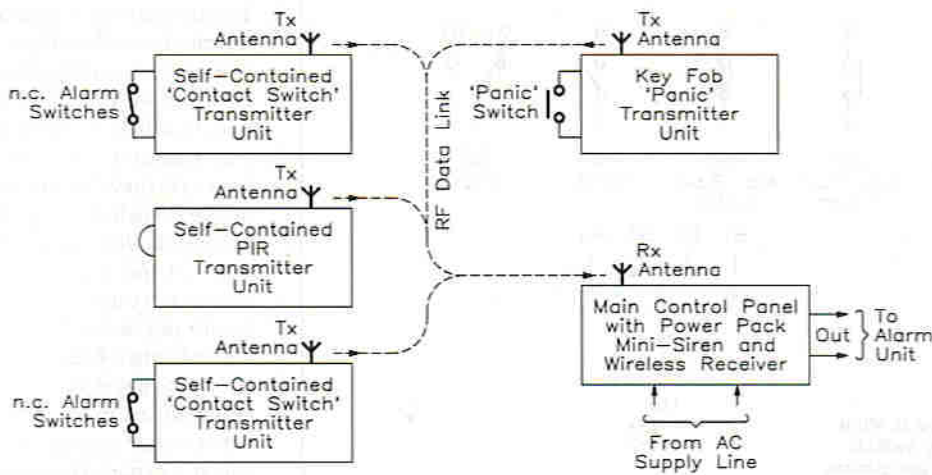 Tx
Antenna
n.c. Alarm
Switches
Self-Contained
'Contact Switch'
Transmitter
Unit
Tx
Antenna
'Panic'
Switch
Key Fob
'Panic'
Transmitter
Unit
RF Data Link
Tx
Antenna
Self-Contained
PIR
Transmitter
Unit
Rx
Antenna
Main Control Panel
with Power Pack
Mini-Siren and
Wireless Receiver
Out
To
Alarm
Unit
From AC
Supply Line
Tx
Antenna
n.c. Alarm
Switches
Self-Contained
'Contact Switch'
Transmitter
Unit